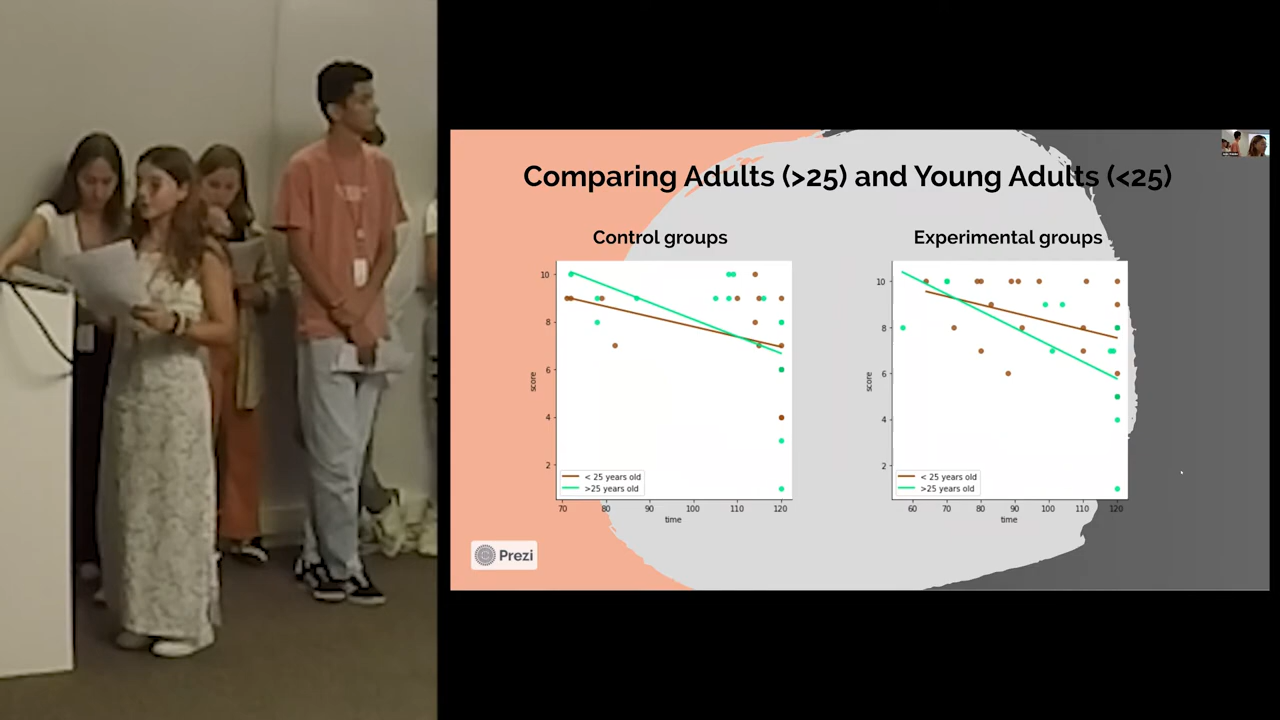 Comparing Adults (>25) and Young Adults (<25)
Control groups
Experimental groups
10
8
6
4
2
score
70
80
90
100
110
120
time
< 25 years old
>25 years old
10
8
6
4
2
score
60
70
80
90
100
110
120
time
< 25 years old
>25 years old
Prezi